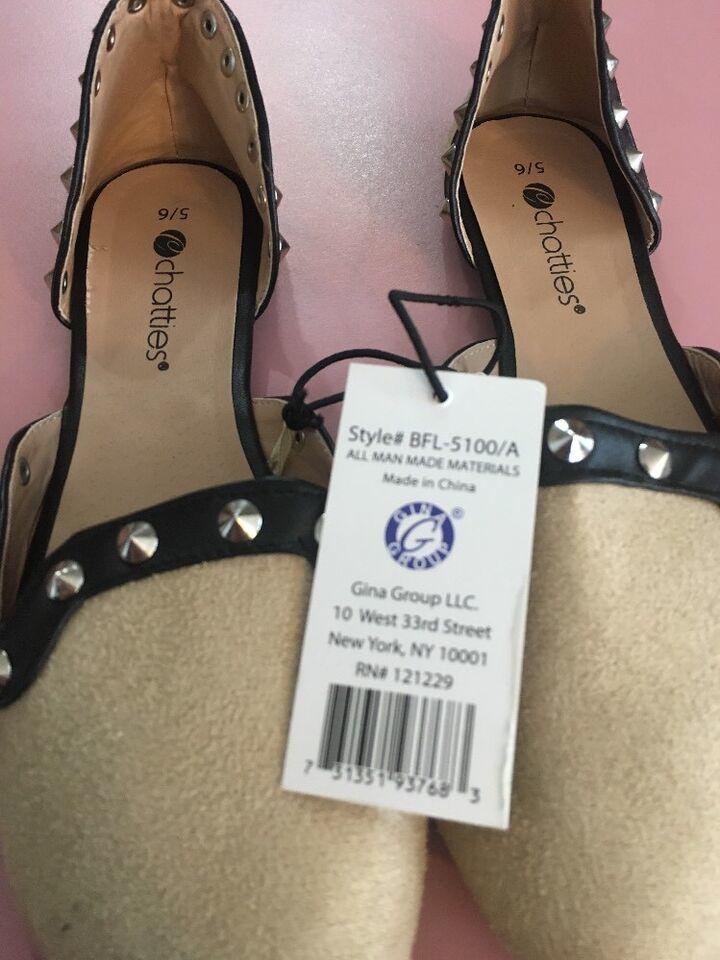 5/6
chatties®
5/6
chatties®
Style# BFL-5100/A
ALL MAN MADE MATERIALS
Made in China
GINA
G
GROUP
®
Gina Group LLC.
10 West 33rd Street
New York, NY 10001
RN# 121229
7 31351 93768 3